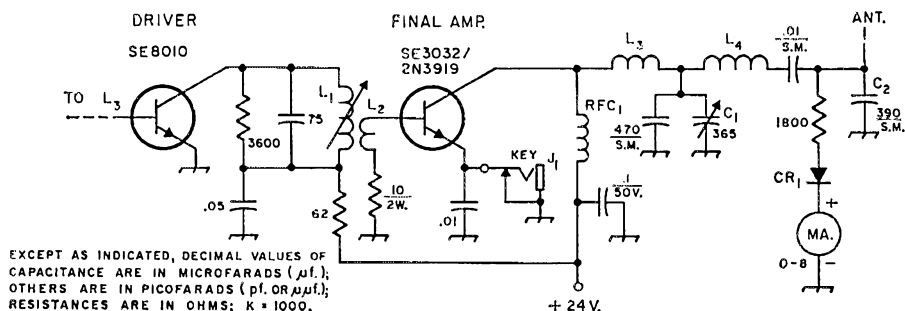 DRIVER
SE8010
FINAL AMP.
SE3032/
2N3919
ANT.
TO L3
3600
75
L1
L2
.05
62
10
2W.
.01
KEY
J1
RFC1
.1
50V.
+24V.
L3
L4
.01
S.M.
470
S.M.
C1
365
1800
C2
390
S.M.
CR1
+
MA.
0-8
-
EXCEPT AS INDICATED, DECIMAL VALUES OF
CAPACITANCE ARE IN MICROFARADS (µf.);
OTHERS ARE IN PICOFARADS (pf. OR µµf.);
RESISTANCES ARE IN OHMS; K = 1000.